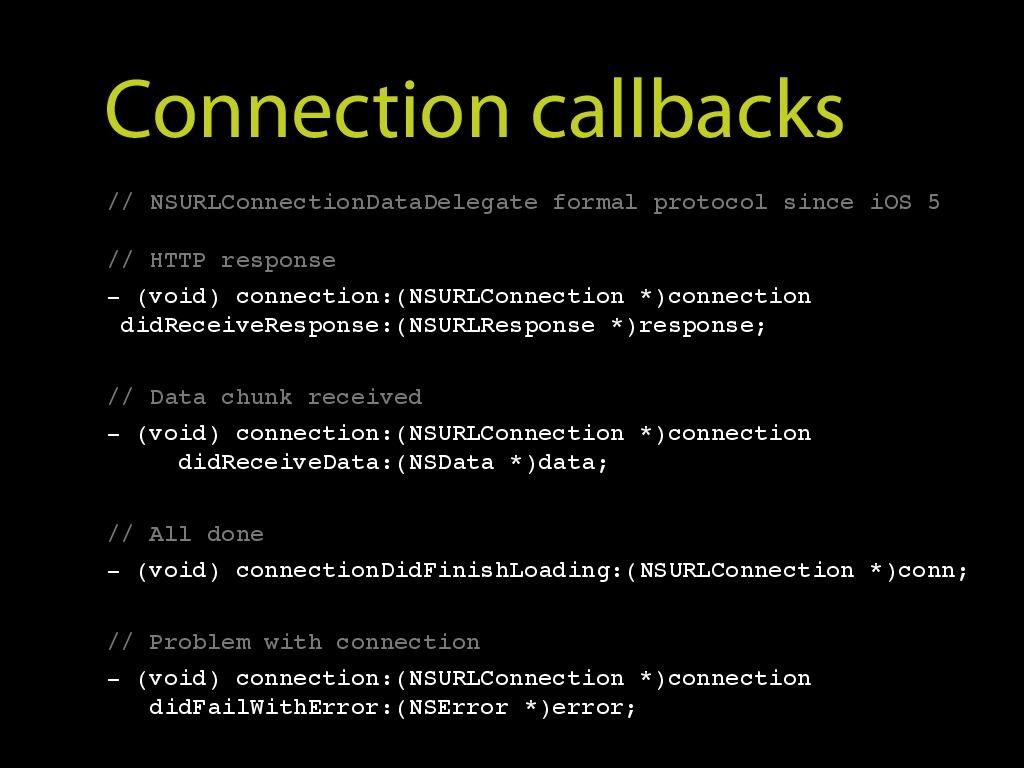 Connection callbacks
// NSURLConnectionDataDelegate formal protocol since iOS 5
// HTTP response
- (void) connection:(NSURLConnection *)connection
didReceiveResponse:(NSURLResponse *)response;
// Data chunk received
- (void) connection:(NSURLConnection *)connection
didReceiveData:(NSData *)data;
// All done
- (void) connectionDidFinishLoading:(NSURLConnection *)conn;
// Problem with connection
- (void) connection:(NSURLConnection *)connection
didFailWithError:(NSError *)error;